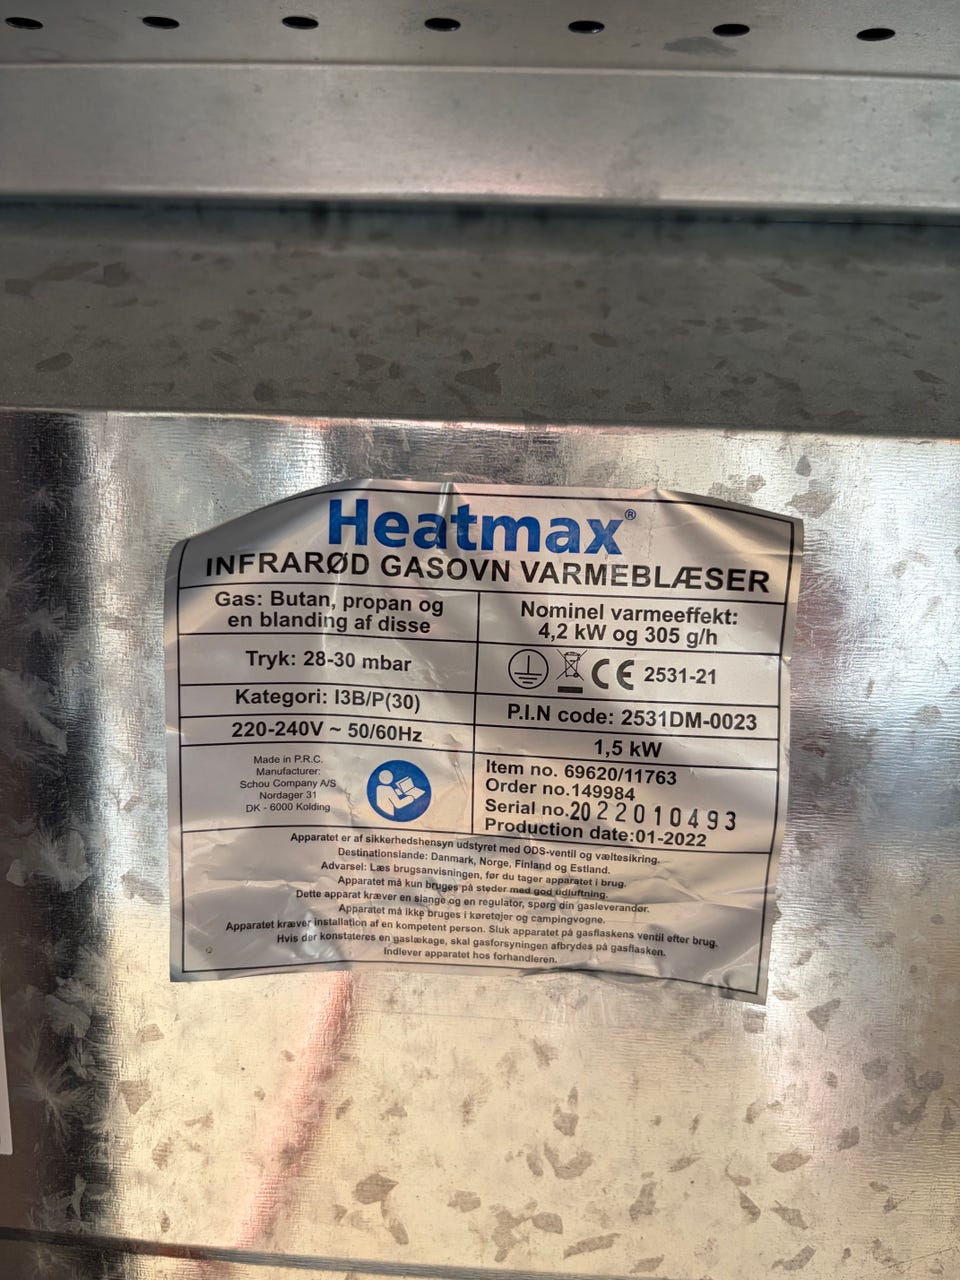 Heatmax®
INFRARØD GASOVN VARMEBLÆSER
Gas: Butan, propan og
en blanding af disse
Nominel varmeeffekt:
4,2 kW og 305 g/h
Tryk: 28-30 mbar
CE 2531-21
Kategori: I3B/P(30)
P.I.N code: 2531DM-0023
220-240V ~ 50/60Hz
1,5 kW
Made in P.R.C.
Manufacturer:
Schou Company A/S
Nordager 31
DK - 6000 Kolding
Item no. 69620/11763
Order no.149984
Serial no.2022010493
Production date:01-2022
Apparatet er af sikkerhedshensyn udstyret med ODS-ventil og væltesikring.
Destinationslande: Danmark, Norge, Finland og Estland.
Advarsel: Læs brugsanvisningen, før du tager apparatet i brug.
Apparatet må kun bruges på steder med god udluftning.
Dette apparat kræver en slange og en regulator, spørg din gasleverandør.
Apparatet må ikke bruges i køretøjer og campingvogne.
Apparatet kræver installation af en kompetent person. Sluk apparatet på gasflaskens ventil efter brug.
Hvis der konstateres en gaslækage, skal gasforsyningen afbrydes på gasflasken.
Indlever apparatet hos forhandleren.